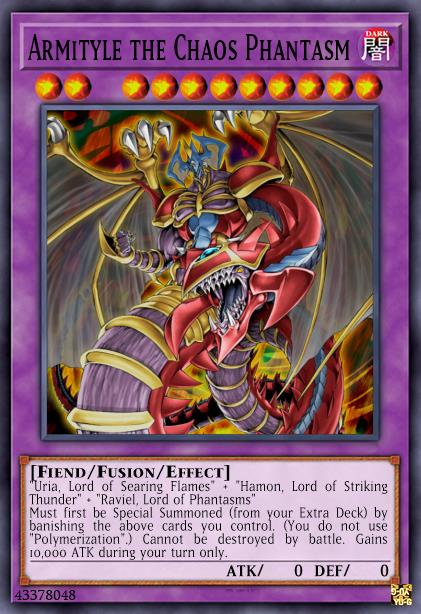 ARMITYLE THE CHAOS PHANTASM
DARK
闇
[FIEND/FUSION/EFFECT]
"Uria, Lord of Searing Flames" + "Hamon, Lord of Striking
Thunder" + "Raviel, Lord of Phantasms"
Must first be Special Summoned (from your Extra Deck) by
banishing the above cards you control. (You do not use
"Polymerization".) Cannot be destroyed by battle. Gains
10,000 ATK during your turn only.
ATK/ 0 DEF/ 0
43378048